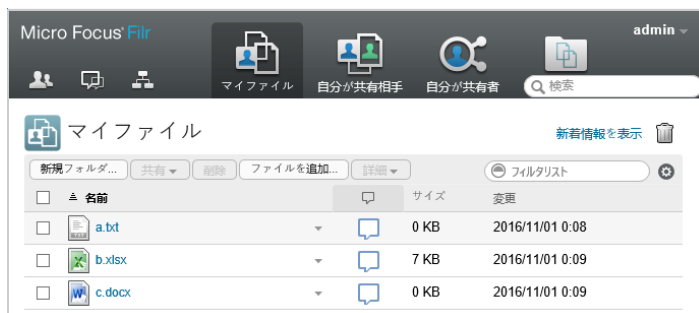 Micro Focus® Filr
admin
マイファイル
自分が共有相手
自分が共有者
検索
マイファイル
新着情報を表示
新規フォルダ... 共有 削除 ファイルを追加... 詳細 フィルタリスト
名前 サイズ 変更
a.txt 0 KB 2016/11/01 0:08
b.xlsx 7 KB 2016/11/01 0:09
c.docx 0 KB 2016/11/01 0:09